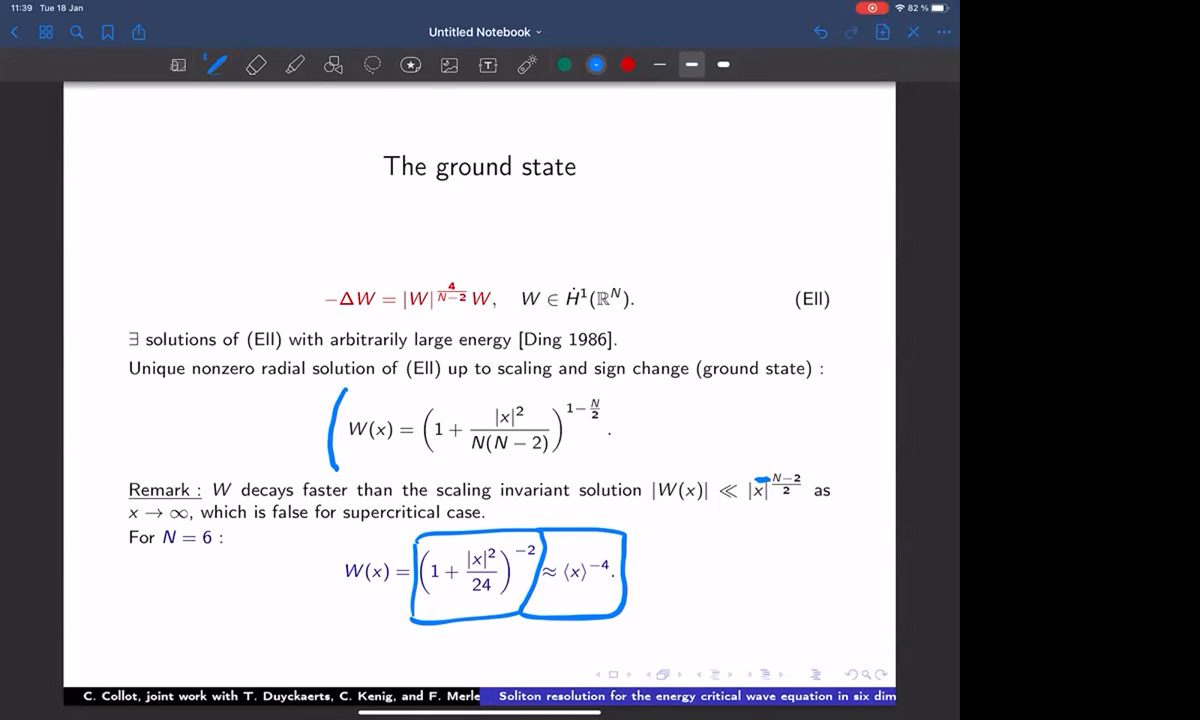 11:39 Tue 18 Jan
82 %
Untitled Notebook
The ground state
−ΔW = |W|^{4/(N−2)} W, W ∈ Ḣ¹(ℝᴺ). (Ell)
∃ solutions of (Ell) with arbitrarily large energy [Ding 1986].
Unique nonzero radial solution of (Ell) up to scaling and sign change (ground state) :
W(x) = (1 + |x|²/(N(N − 2)))^{1−N/2}.
Remark : W decays faster than the scaling invariant solution |W(x)| ≪ |x|^{−(N−2)/2} as
x → ∞, which is false for supercritical case.
For N = 6 :
W(x) = (1 + |x|²/24)^{−2} ≈ ⟨x⟩^{−4}.
C. Collot, joint work with T. Duyckaerts, C. Kenig, and F. Merle Soliton resolution for the energy critical wave equation in six dim